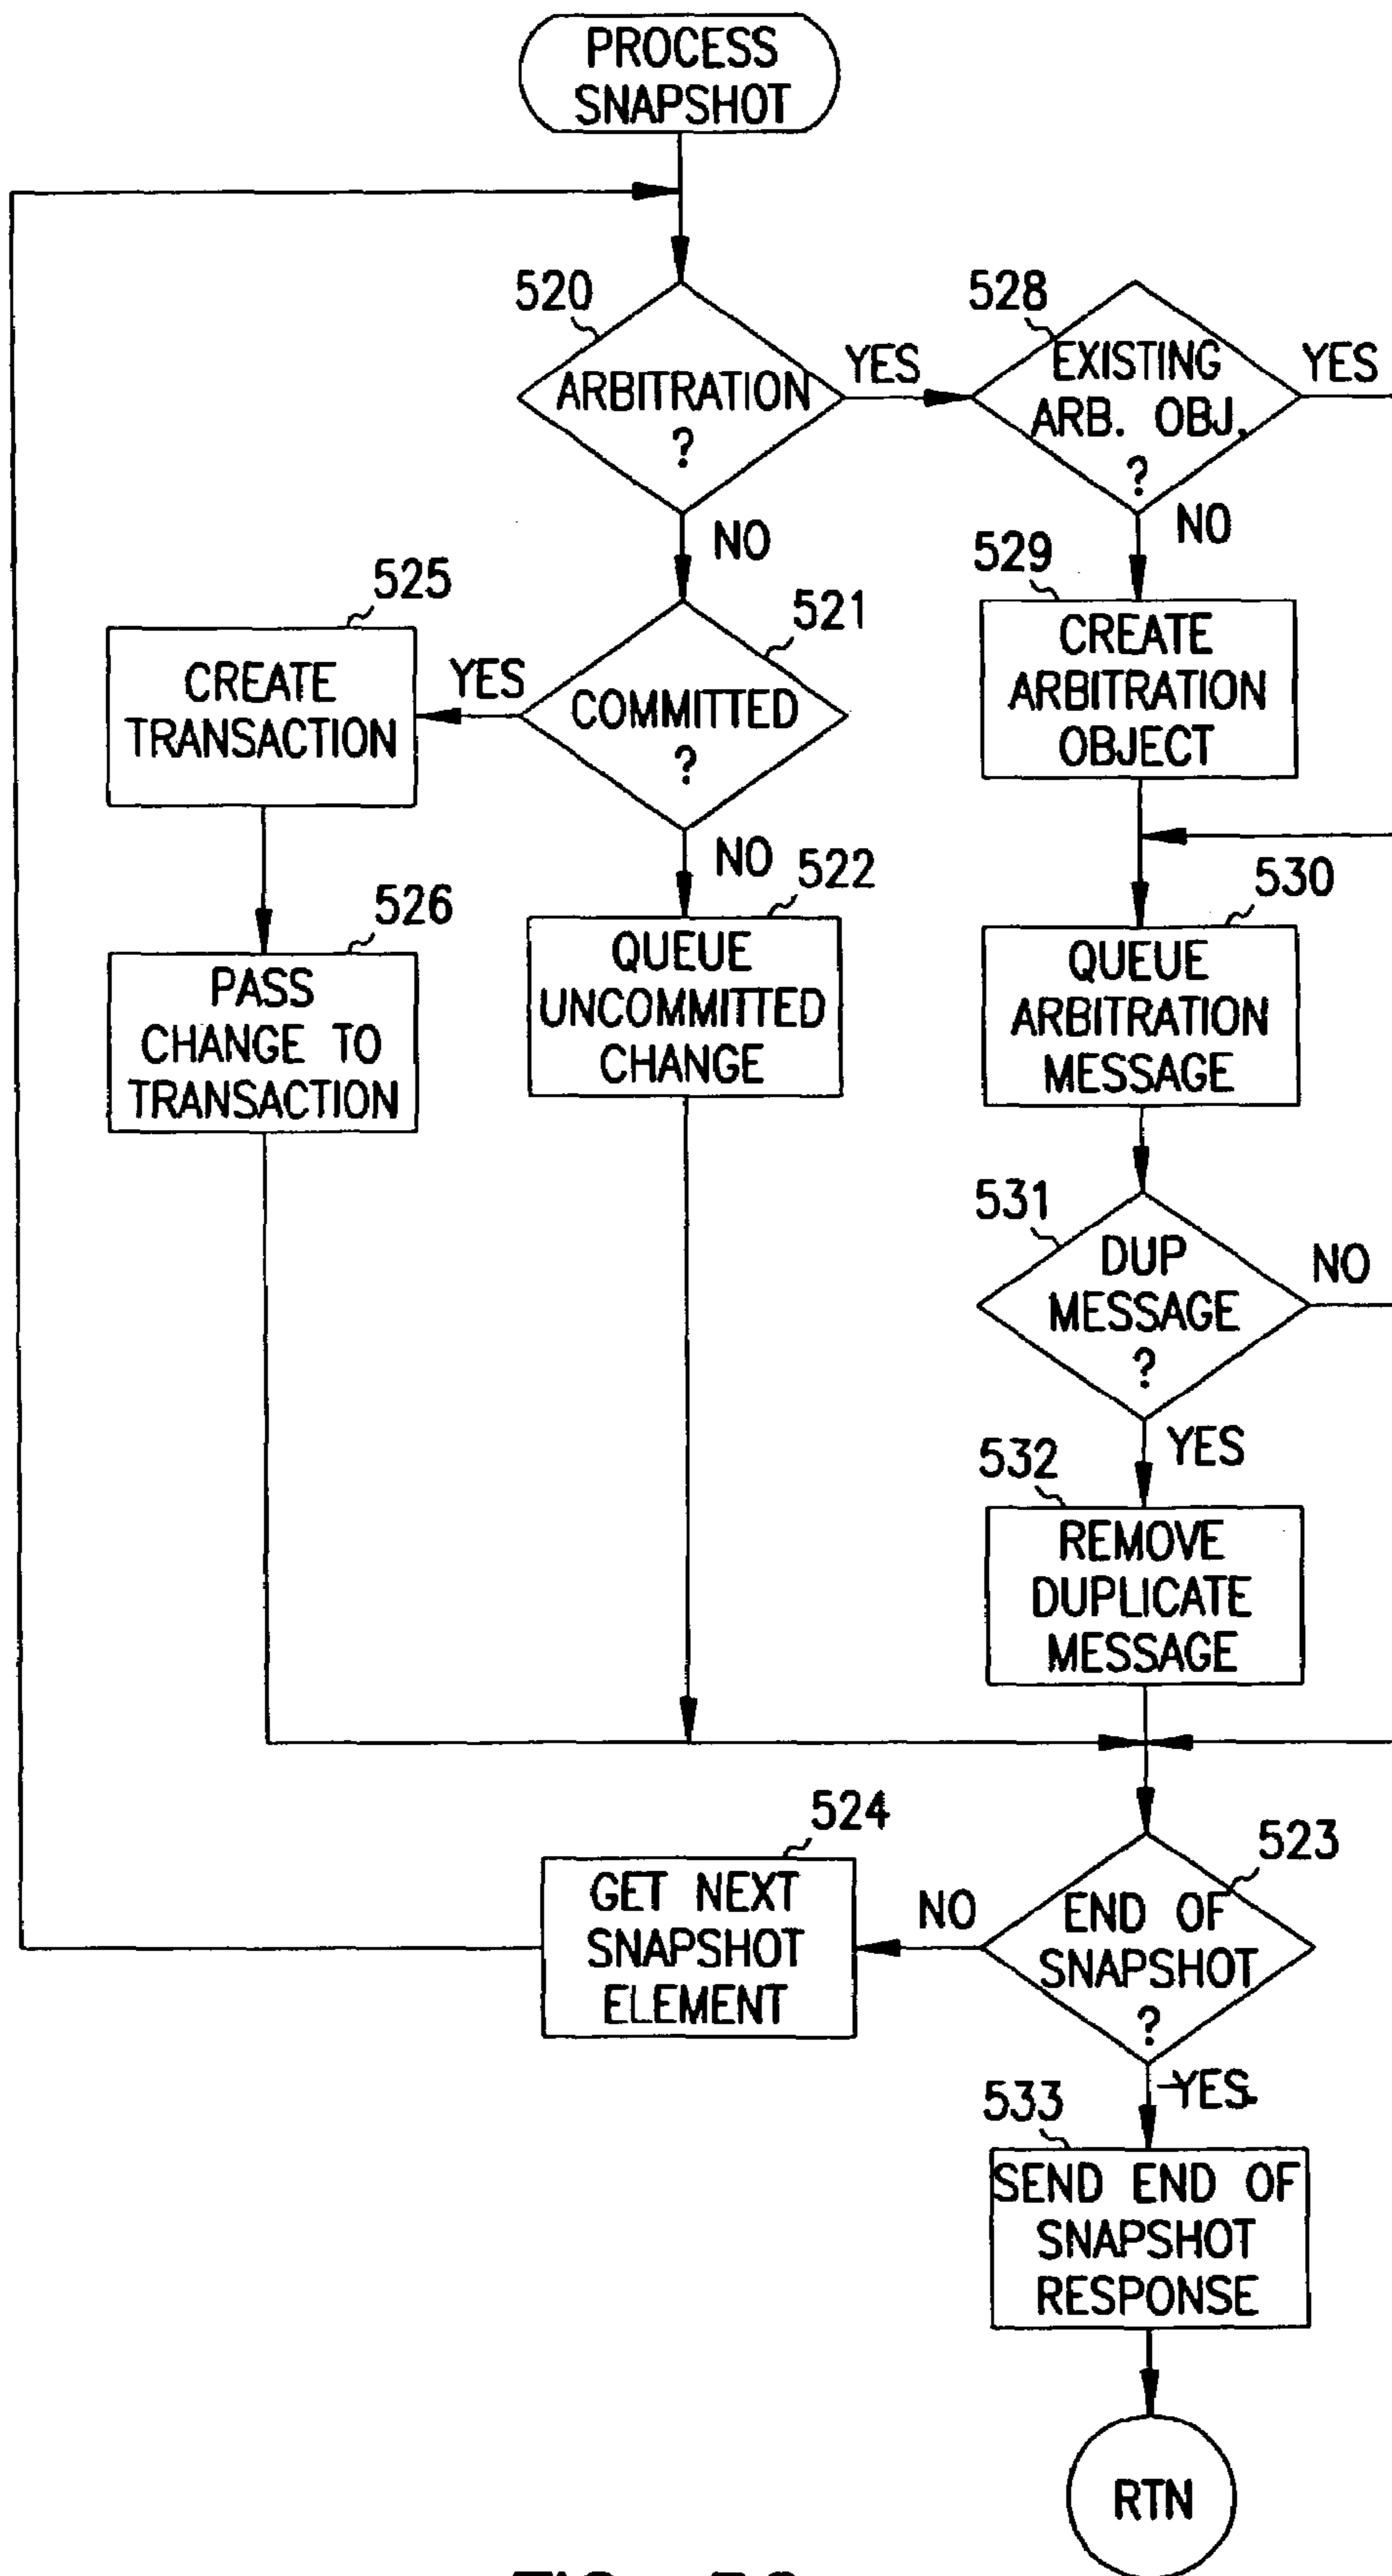 PROCESS
SNAPSHOT
520
ARBITRATION
?
YES
NO
528
EXISTING
ARB. OBJ.
?
YES
NO
529
CREATE
ARBITRATION
OBJECT
521
COMMITTED
?
YES
NO
525
CREATE
TRANSACTION
526
PASS
CHANGE TO
TRANSACTION
522
QUEUE
UNCOMMITTED
CHANGE
530
QUEUE
ARBITRATION
MESSAGE
531
DUP
MESSAGE
?
NO
YES
532
REMOVE
DUPLICATE
MESSAGE
523
END OF
SNAPSHOT
?
NO
YES
524
GET NEXT
SNAPSHOT
ELEMENT
533
SEND END OF
SNAPSHOT
RESPONSE
RTN